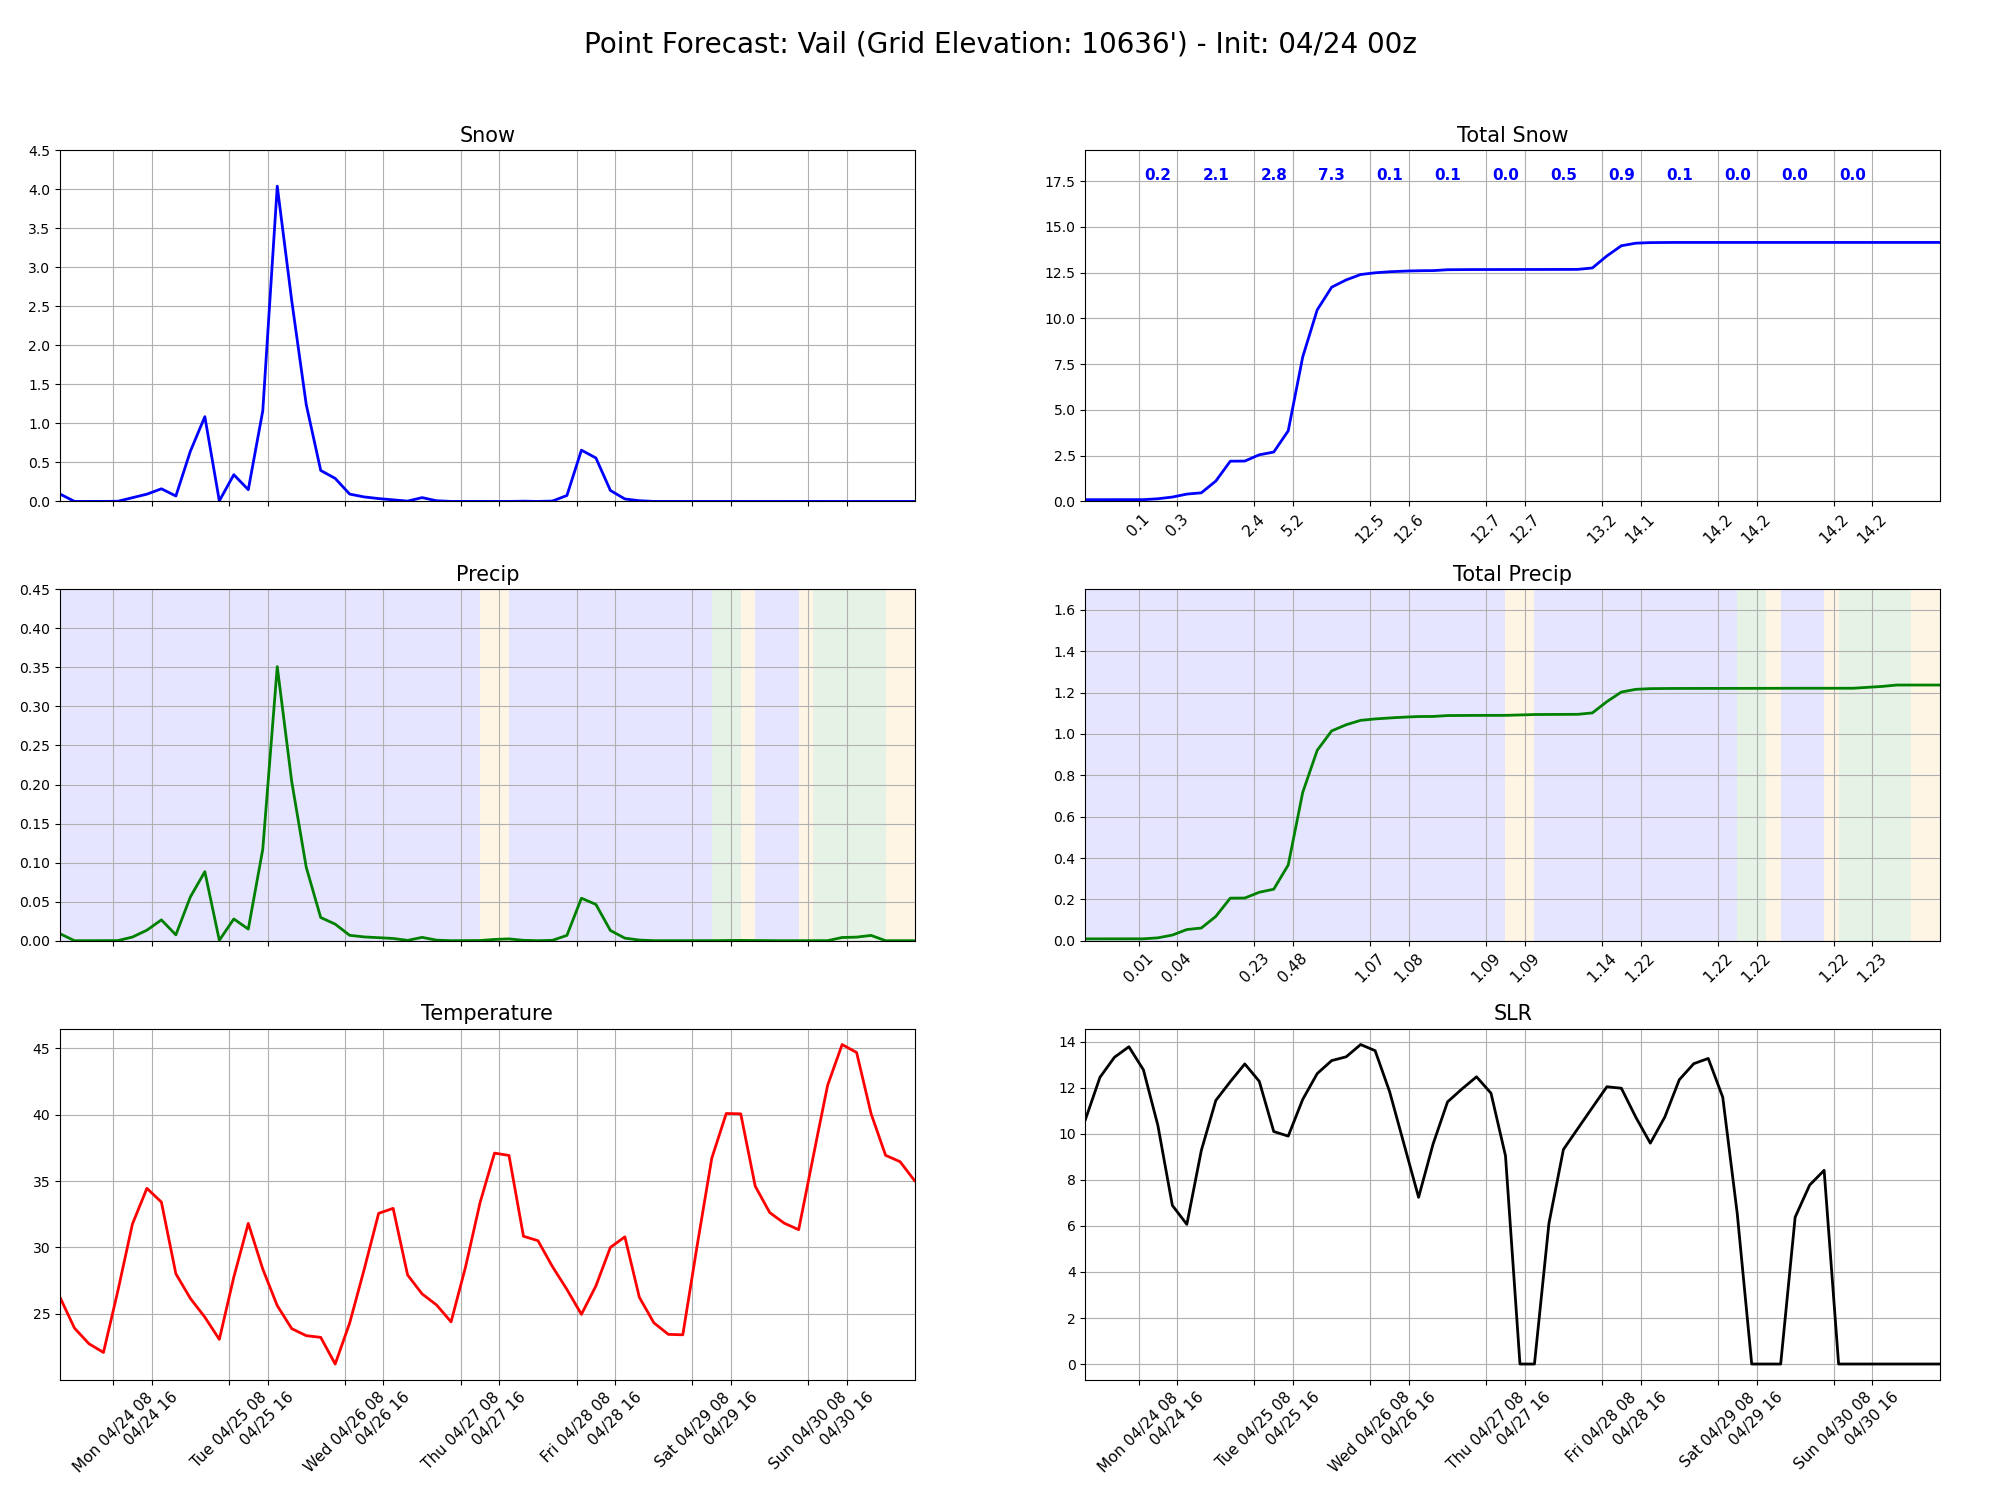 Point Forecast: Vail (Grid Elevation: 10636') - Init: 04/24 00z
Snow
4.5
4.0
3.5
3.0
2.5
2.0
1.5
1.0
0.5
0.0
Total Snow
0.2 2.1 2.8 7.3 0.1 0.1 0.0 0.5 0.9 0.1 0.0 0.0 0.0
17.5
15.0
12.5
10.0
7.5
5.0
2.5
0.0
0.1 0.3 2.4 5.2 12.5 12.6 12.7 12.7 13.2 14.1 14.2 14.2 14.2 14.2
Precip
0.45
0.40
0.35
0.30
0.25
0.20
0.15
0.10
0.05
0.00
Total Precip
1.6
1.4
1.2
1.0
0.8
0.6
0.4
0.2
0.0
0.01 0.04 0.23 0.48 1.07 1.08 1.09 1.09 1.14 1.22 1.22 1.22 1.22 1.23
Temperature
45
40
35
30
25
Mon 04/24 08
04/24 16
Tue 04/25 08
04/25 16
Wed 04/26 08
04/26 16
Thu 04/27 08
04/27 16
Fri 04/28 08
04/28 16
Sat 04/29 08
04/29 16
Sun 04/30 08
04/30 16
SLR
14
12
10
8
6
4
2
0
Mon 04/24 08
04/24 16
Tue 04/25 08
04/25 16
Wed 04/26 08
04/26 16
Thu 04/27 08
04/27 16
Fri 04/28 08
04/28 16
Sat 04/29 08
04/29 16
Sun 04/30 08
04/30 16